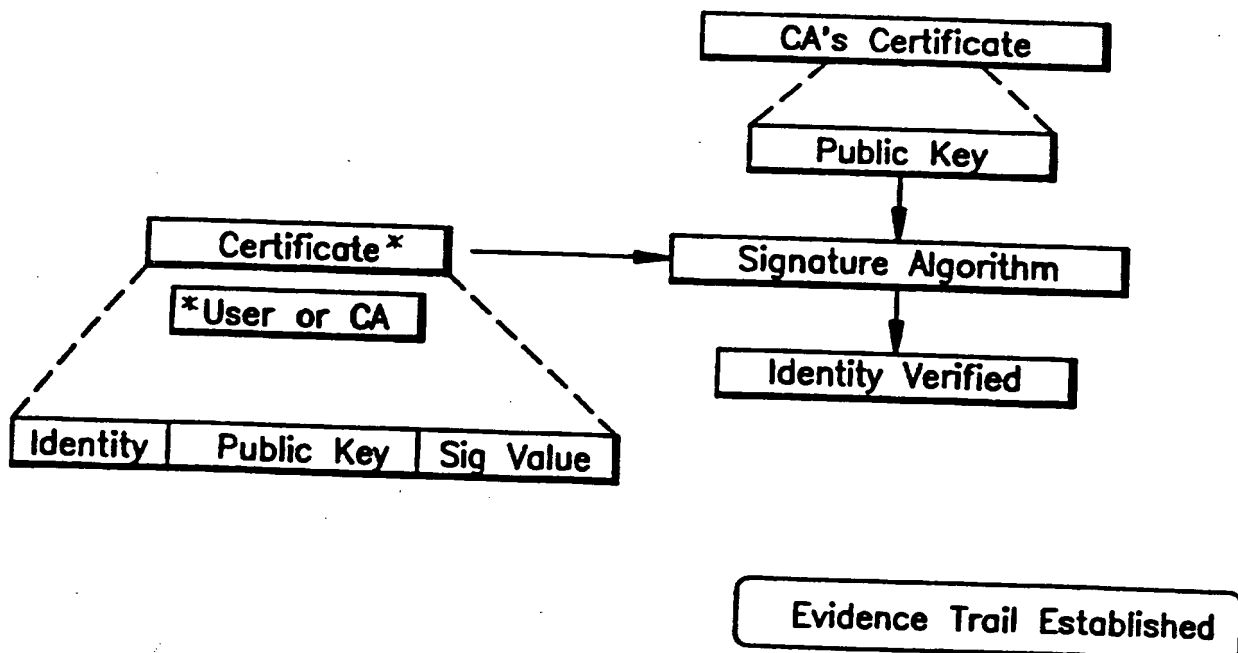 CA's Certificate
Public Key
Certificate*
Signature Algorithm
*User or CA
Identity Verified
Identity Public Key Sig Value
Evidence Trail Established